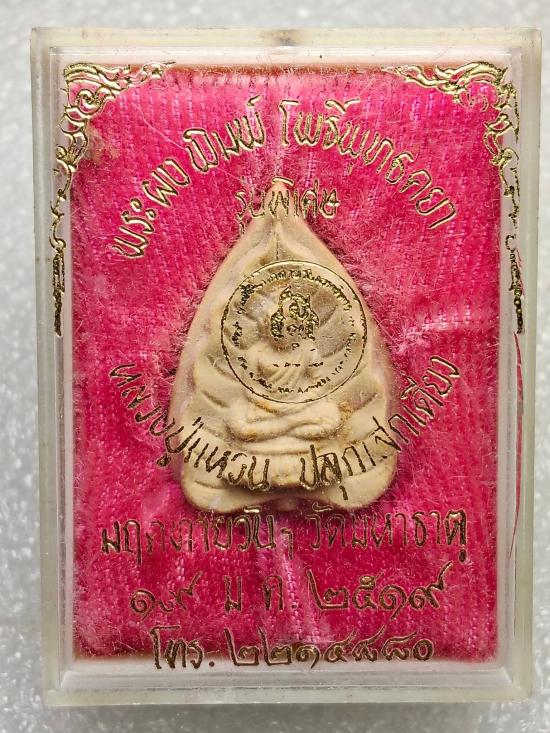 พระผงพิมพ์ โพธิ์พุทธคยา
รุ่นพิเศษ
หลวงปู่แหวน ปลุกเสกเดี่ยว
มฤคทายวันฯ วัดมหาธาตุ
๑๙ ม.ค. ๒๕๑๙
โทร. ๒๒๑๔๘๘๐